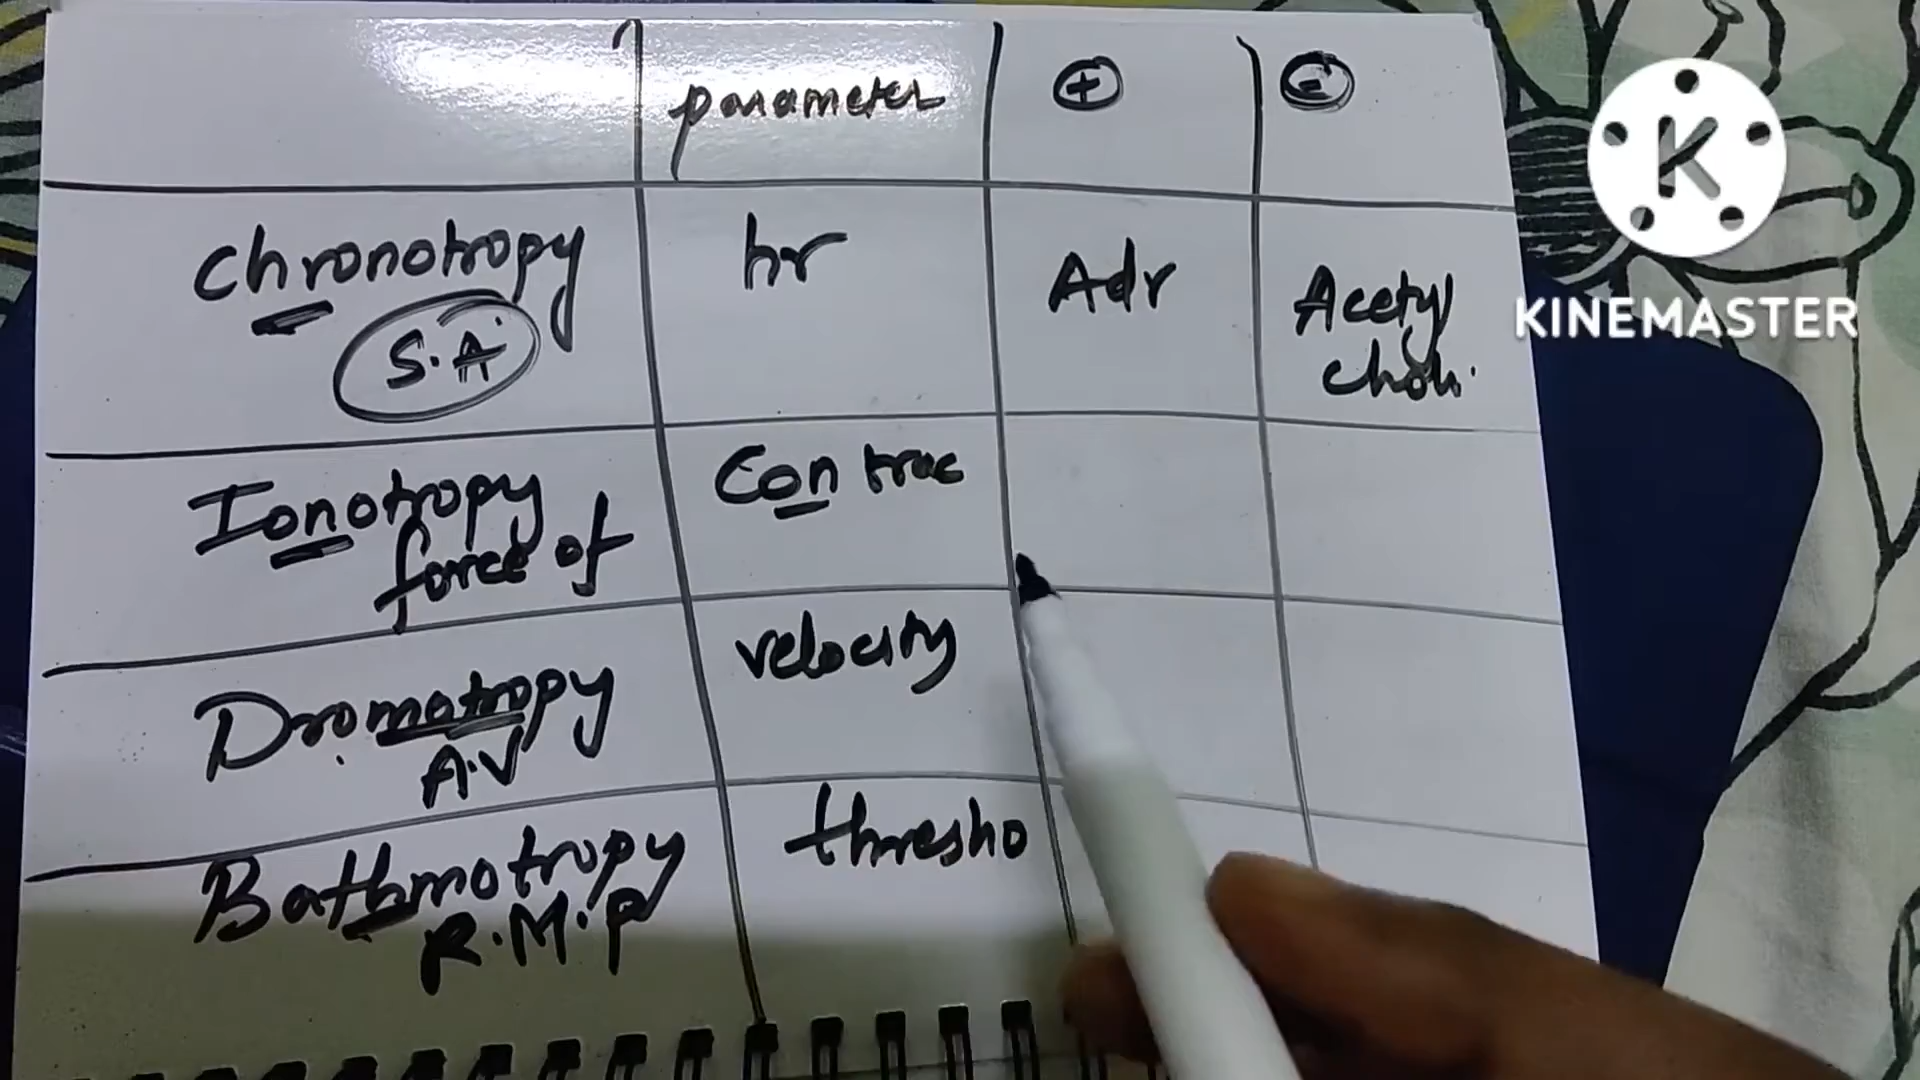 parameter + -
Chronotropy hr Adr Acetyl
S.A. Choli.
Ionotropy Contrac
force of
Dromotropy velocity
A.V
Bathmotropy thresho
R.M.P
K
KINEMASTER